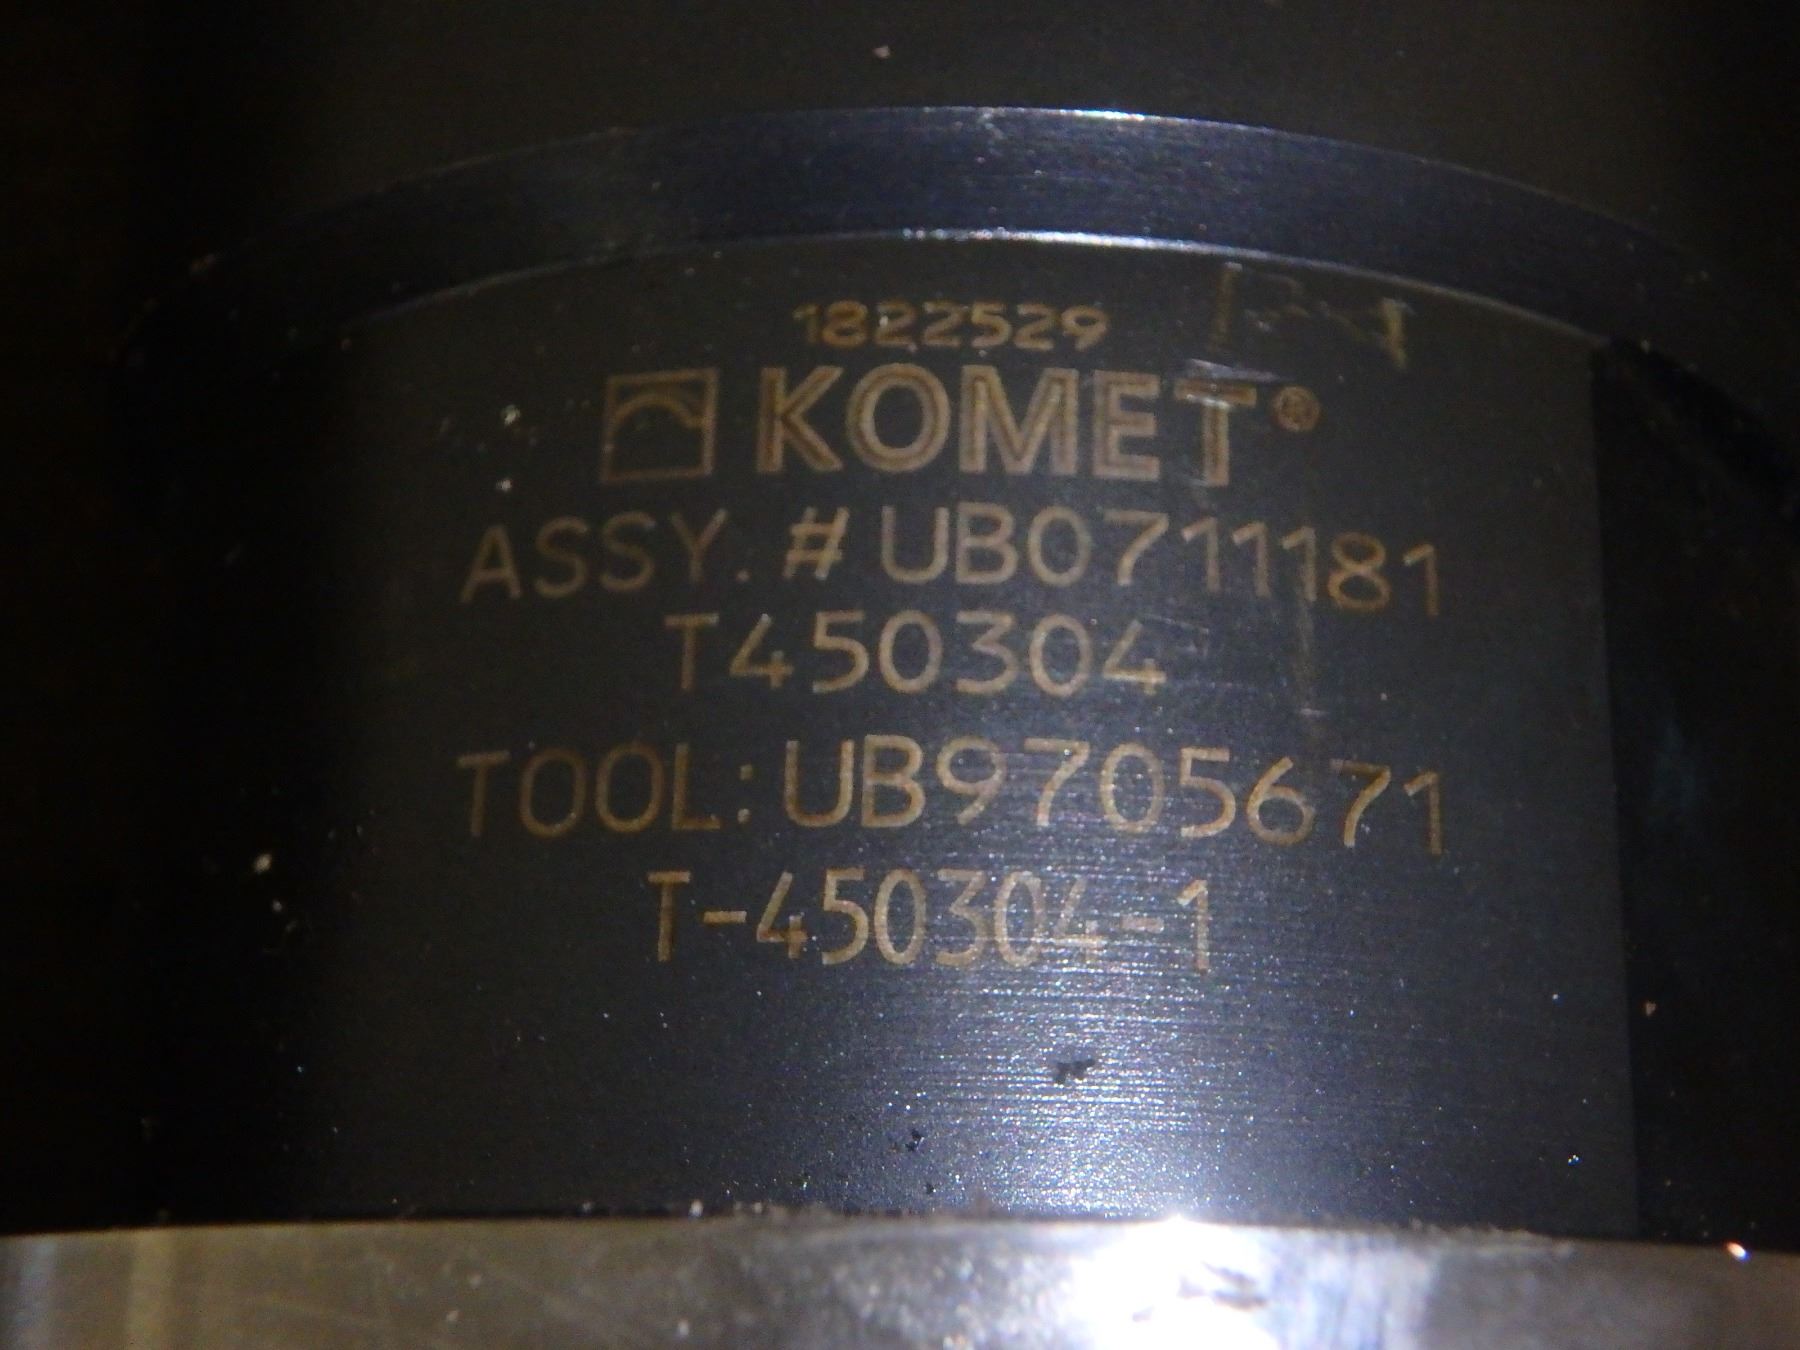 1822529
KOMET®
ASSY. # UB0711181
T450304
TOOL: UB9705671
T-450304-1